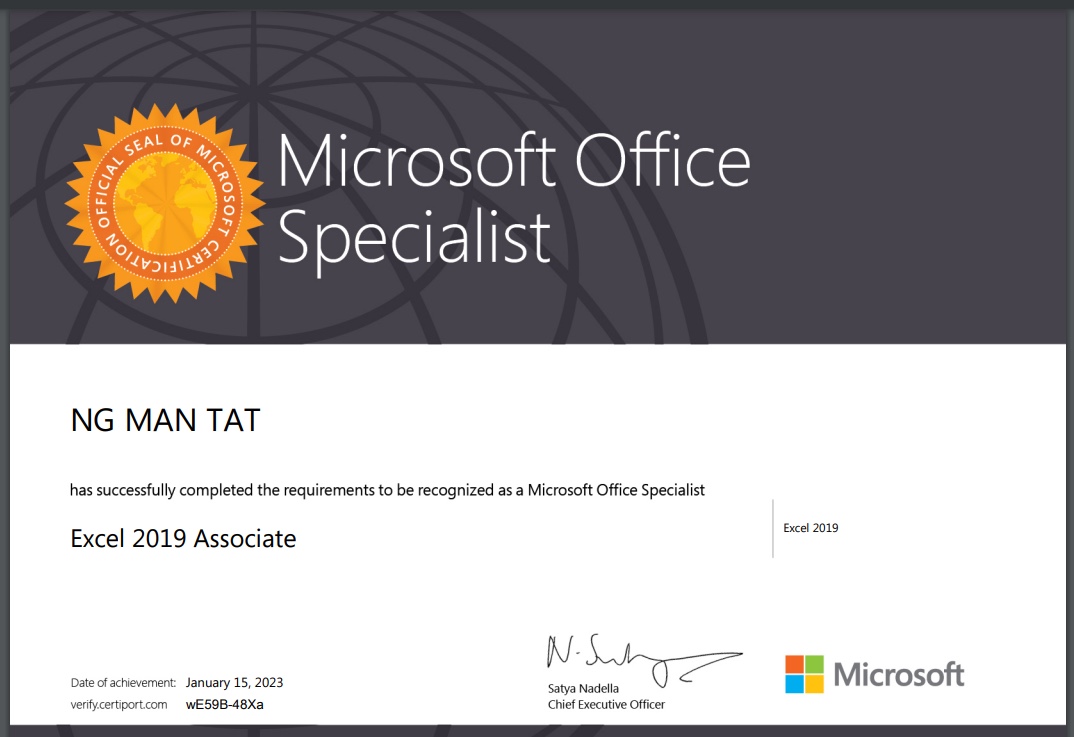 OFFICIAL SEAL OF MICROSOFT CERTIFICATION
Microsoft Office
Specialist
NG MAN TAT
has successfully completed the requirements to be recognized as a Microsoft Office Specialist
Excel 2019 Associate
Excel 2019
N. Satya
Satya Nadella
Chief Executive Officer
Date of achievement: January 15, 2023
verify.certiport.com wE59B-48Xa
Microsoft